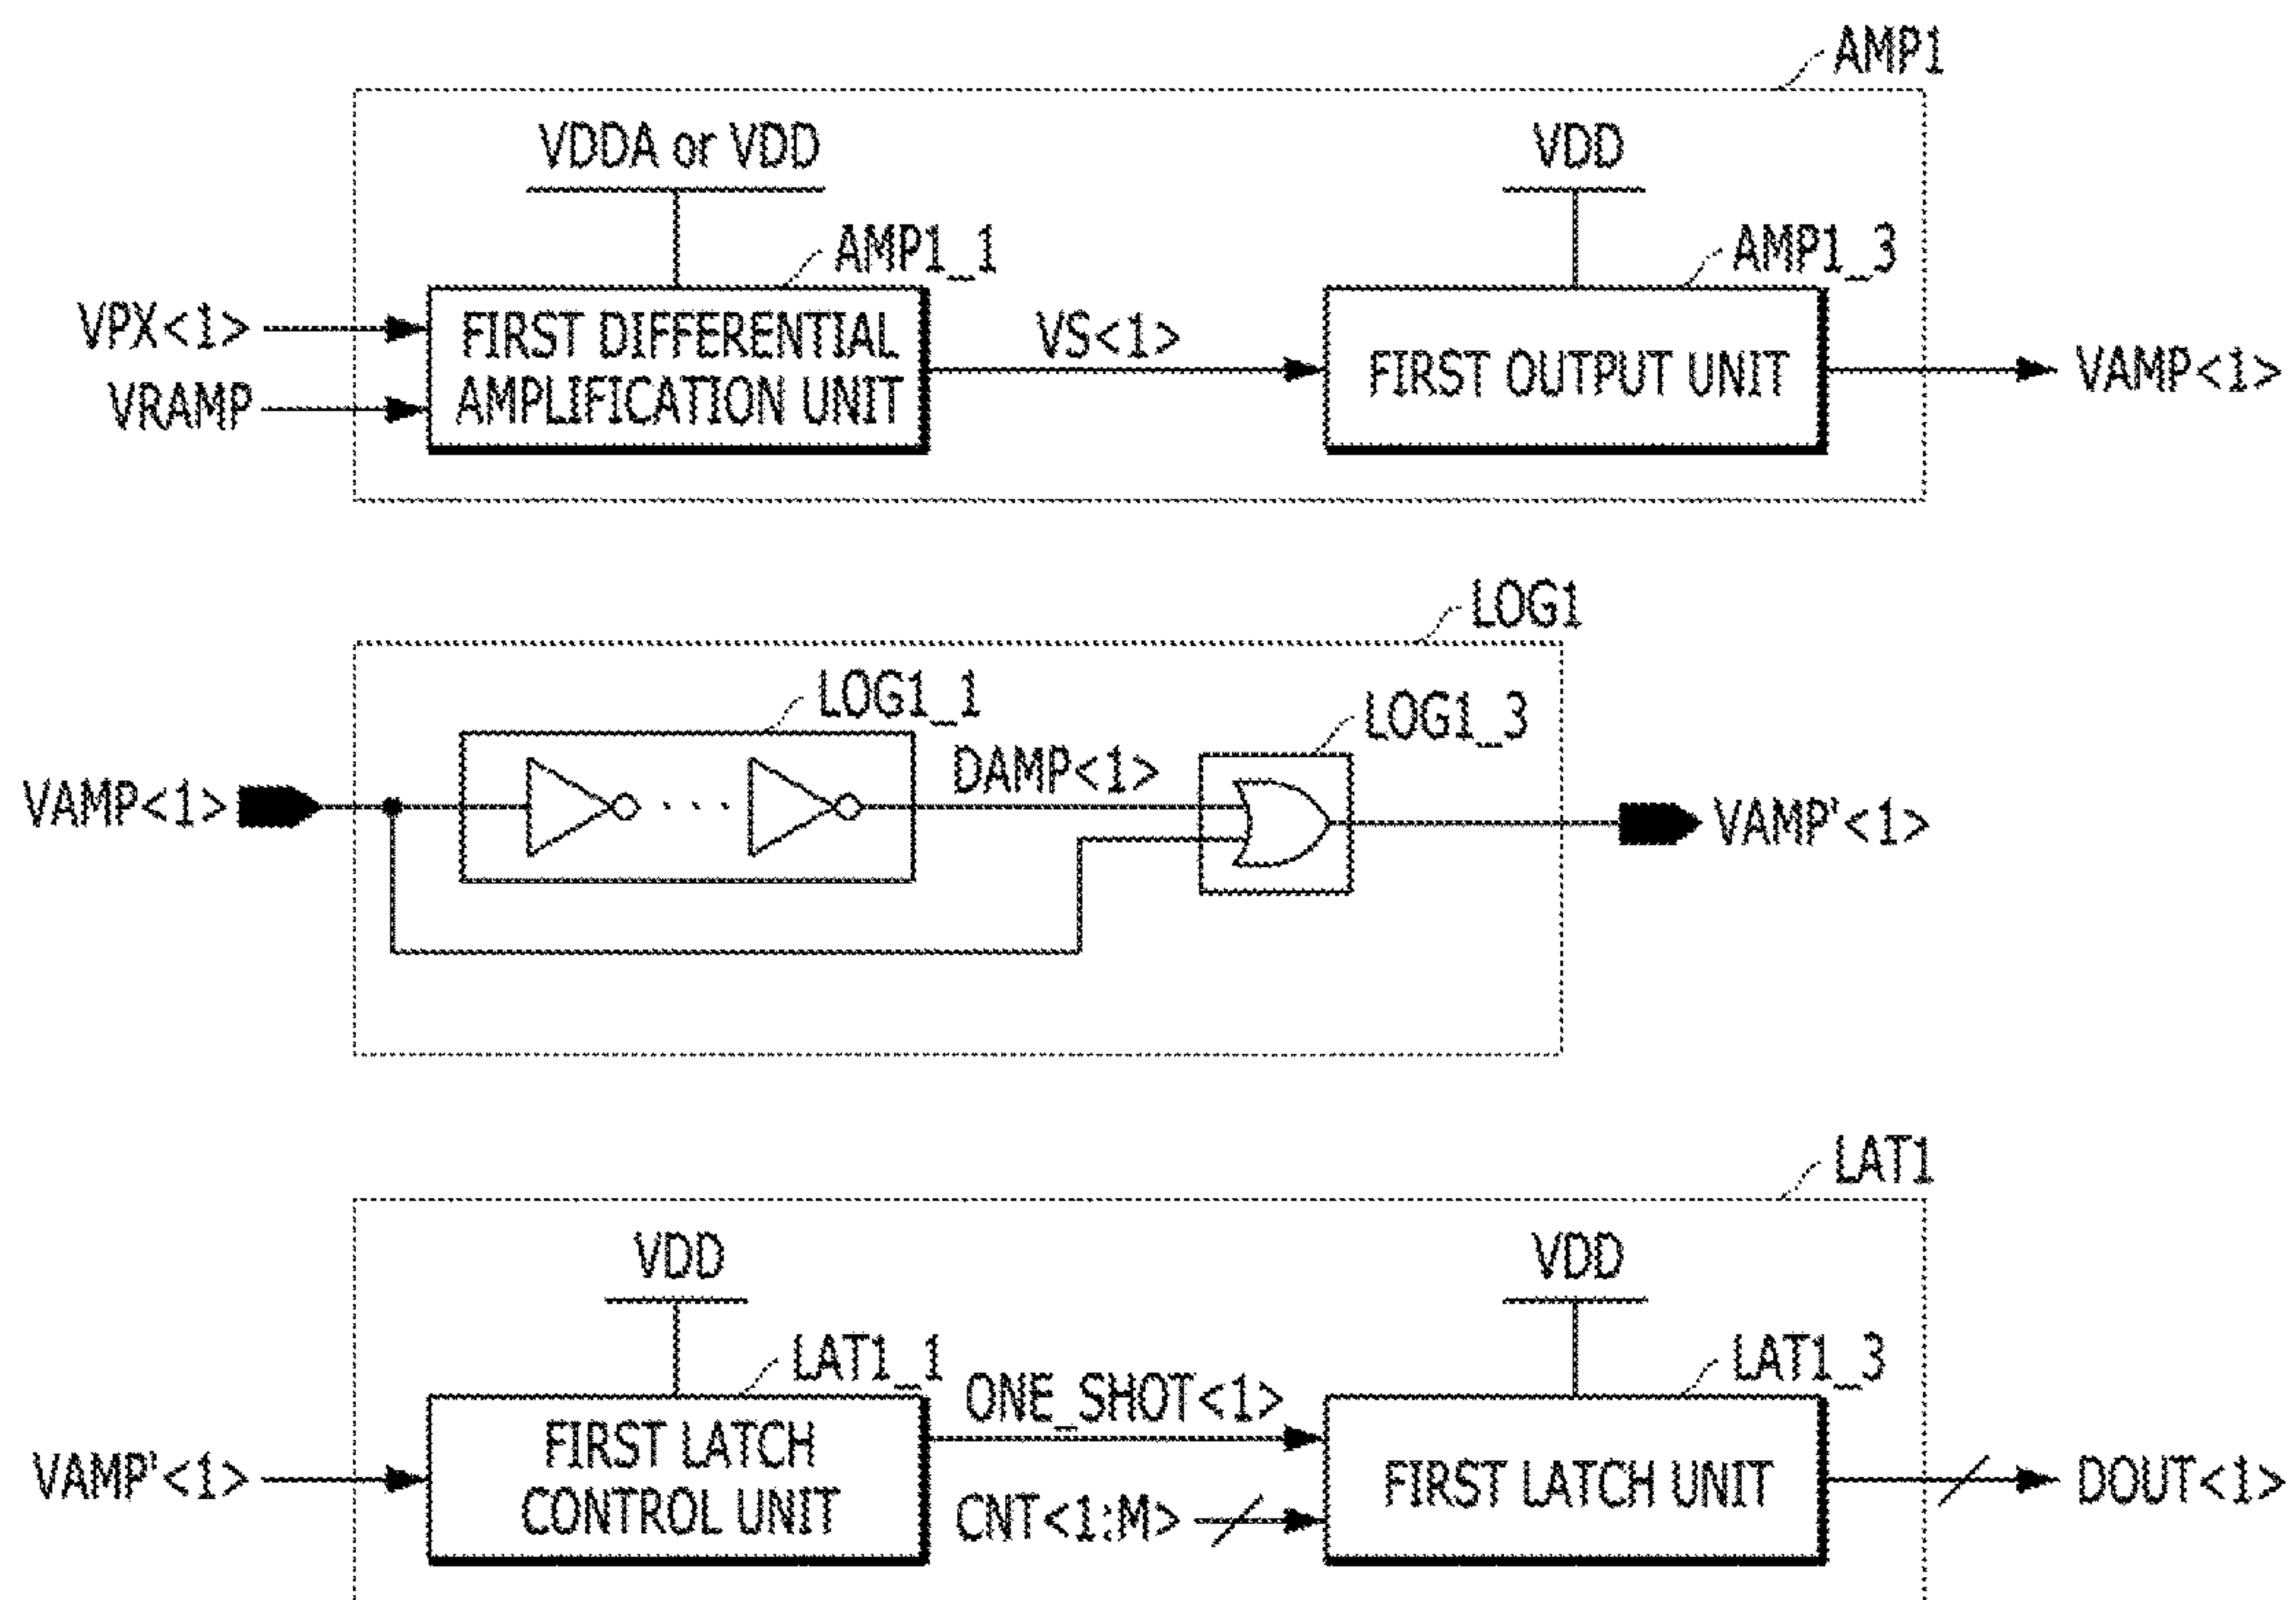 AMP1
VDDA or VDD
VDD
AMP1_1
AMP1_3
VPX<1>
VRAMP
FIRST DIFFERENTIAL
AMPLIFICATION UNIT
VS<1>
FIRST OUTPUT UNIT
VAMP<1>
LOG1
LOG1_1
LOG1_3
VAMP<1>
DAMP<1>
VAMP'<1>
LAT1
VDD
VDD
LAT1_1
LAT1_3
VAMP'<1>
FIRST LATCH
CONTROL UNIT
ONE_SHOT<1>
CNT<1:M>
FIRST LATCH UNIT
DOUT<1>